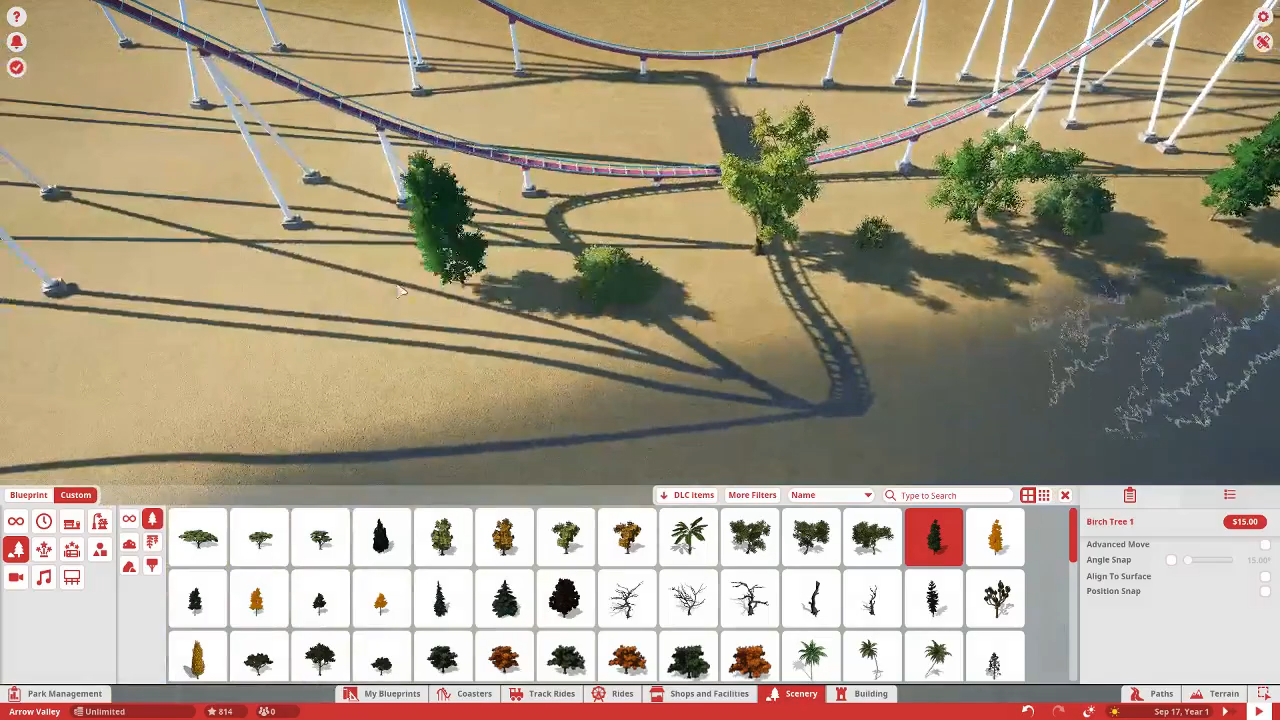 ?
Blueprint Custom DLC Items More Filters Name Type to Search
Birch Tree 1 $15.00
Advanced Move
Angle Snap 15.00°
Align To Surface
Position Snap
Park Management My Blueprints Coasters Track Rides Rides Shops and Facilities Scenery Building Paths Terrain
Arrow Valley Unlimited 814 0 Sep 17, Year 1